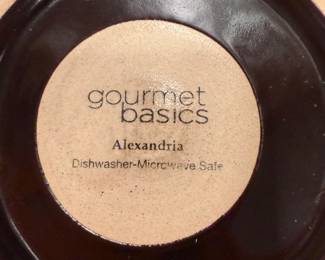 gourmet
basics
Alexandria
Dishwasher-Microwave Safe